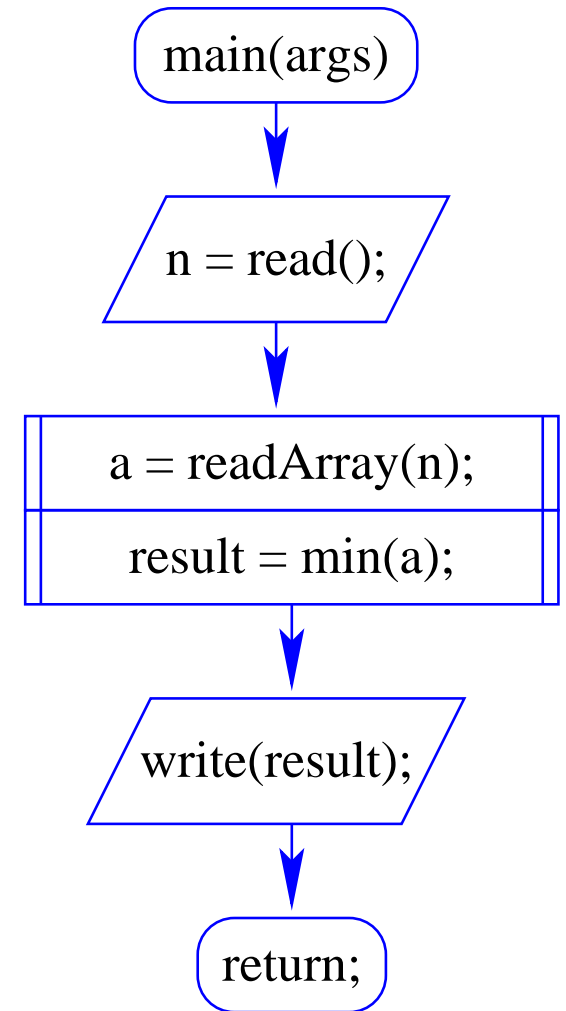 main(args)
n = read();
a = readArray(n);
result = min(a);
write(result);
return;